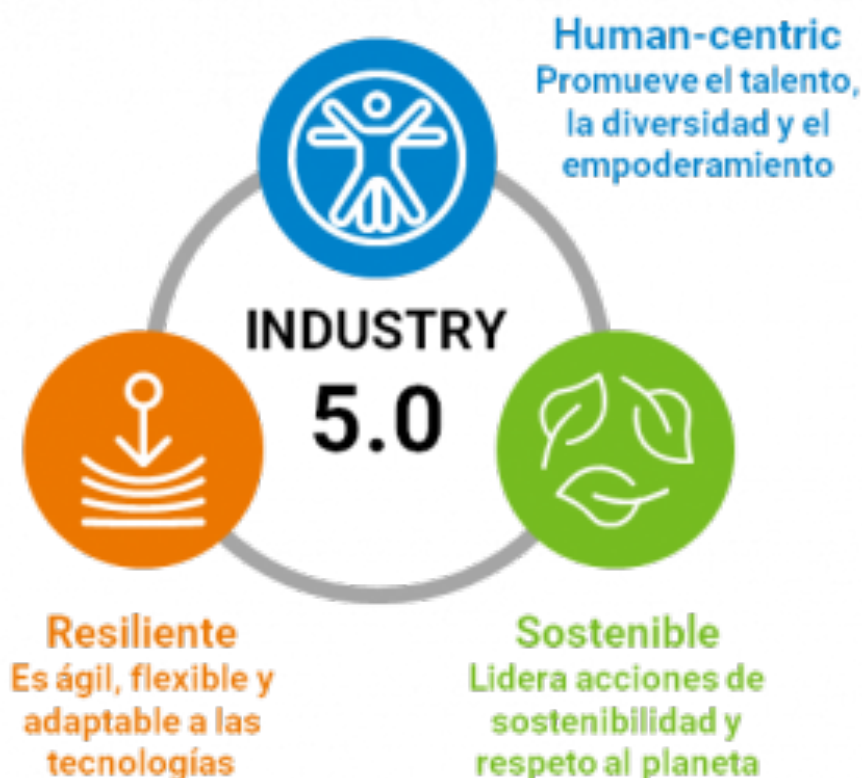 Human-centric
Promueve el talento,
la diversidad y el
empoderamiento
INDUSTRY
5.0
Resiliente
Es ágil, flexible y
adaptable a las
tecnologías
Sostenible
Lidera acciones de
sostenibilidad y
respeto al planeta